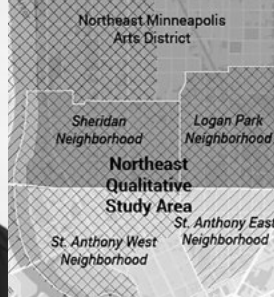 Northeast Minneapolis
Arts District
Sheridan
Neighborhood
Logan Park
Neighborhood
Northeast
Qualitative
Study Area
St. Anthony West
Neighborhood
St. Anthony East
Neighborhood